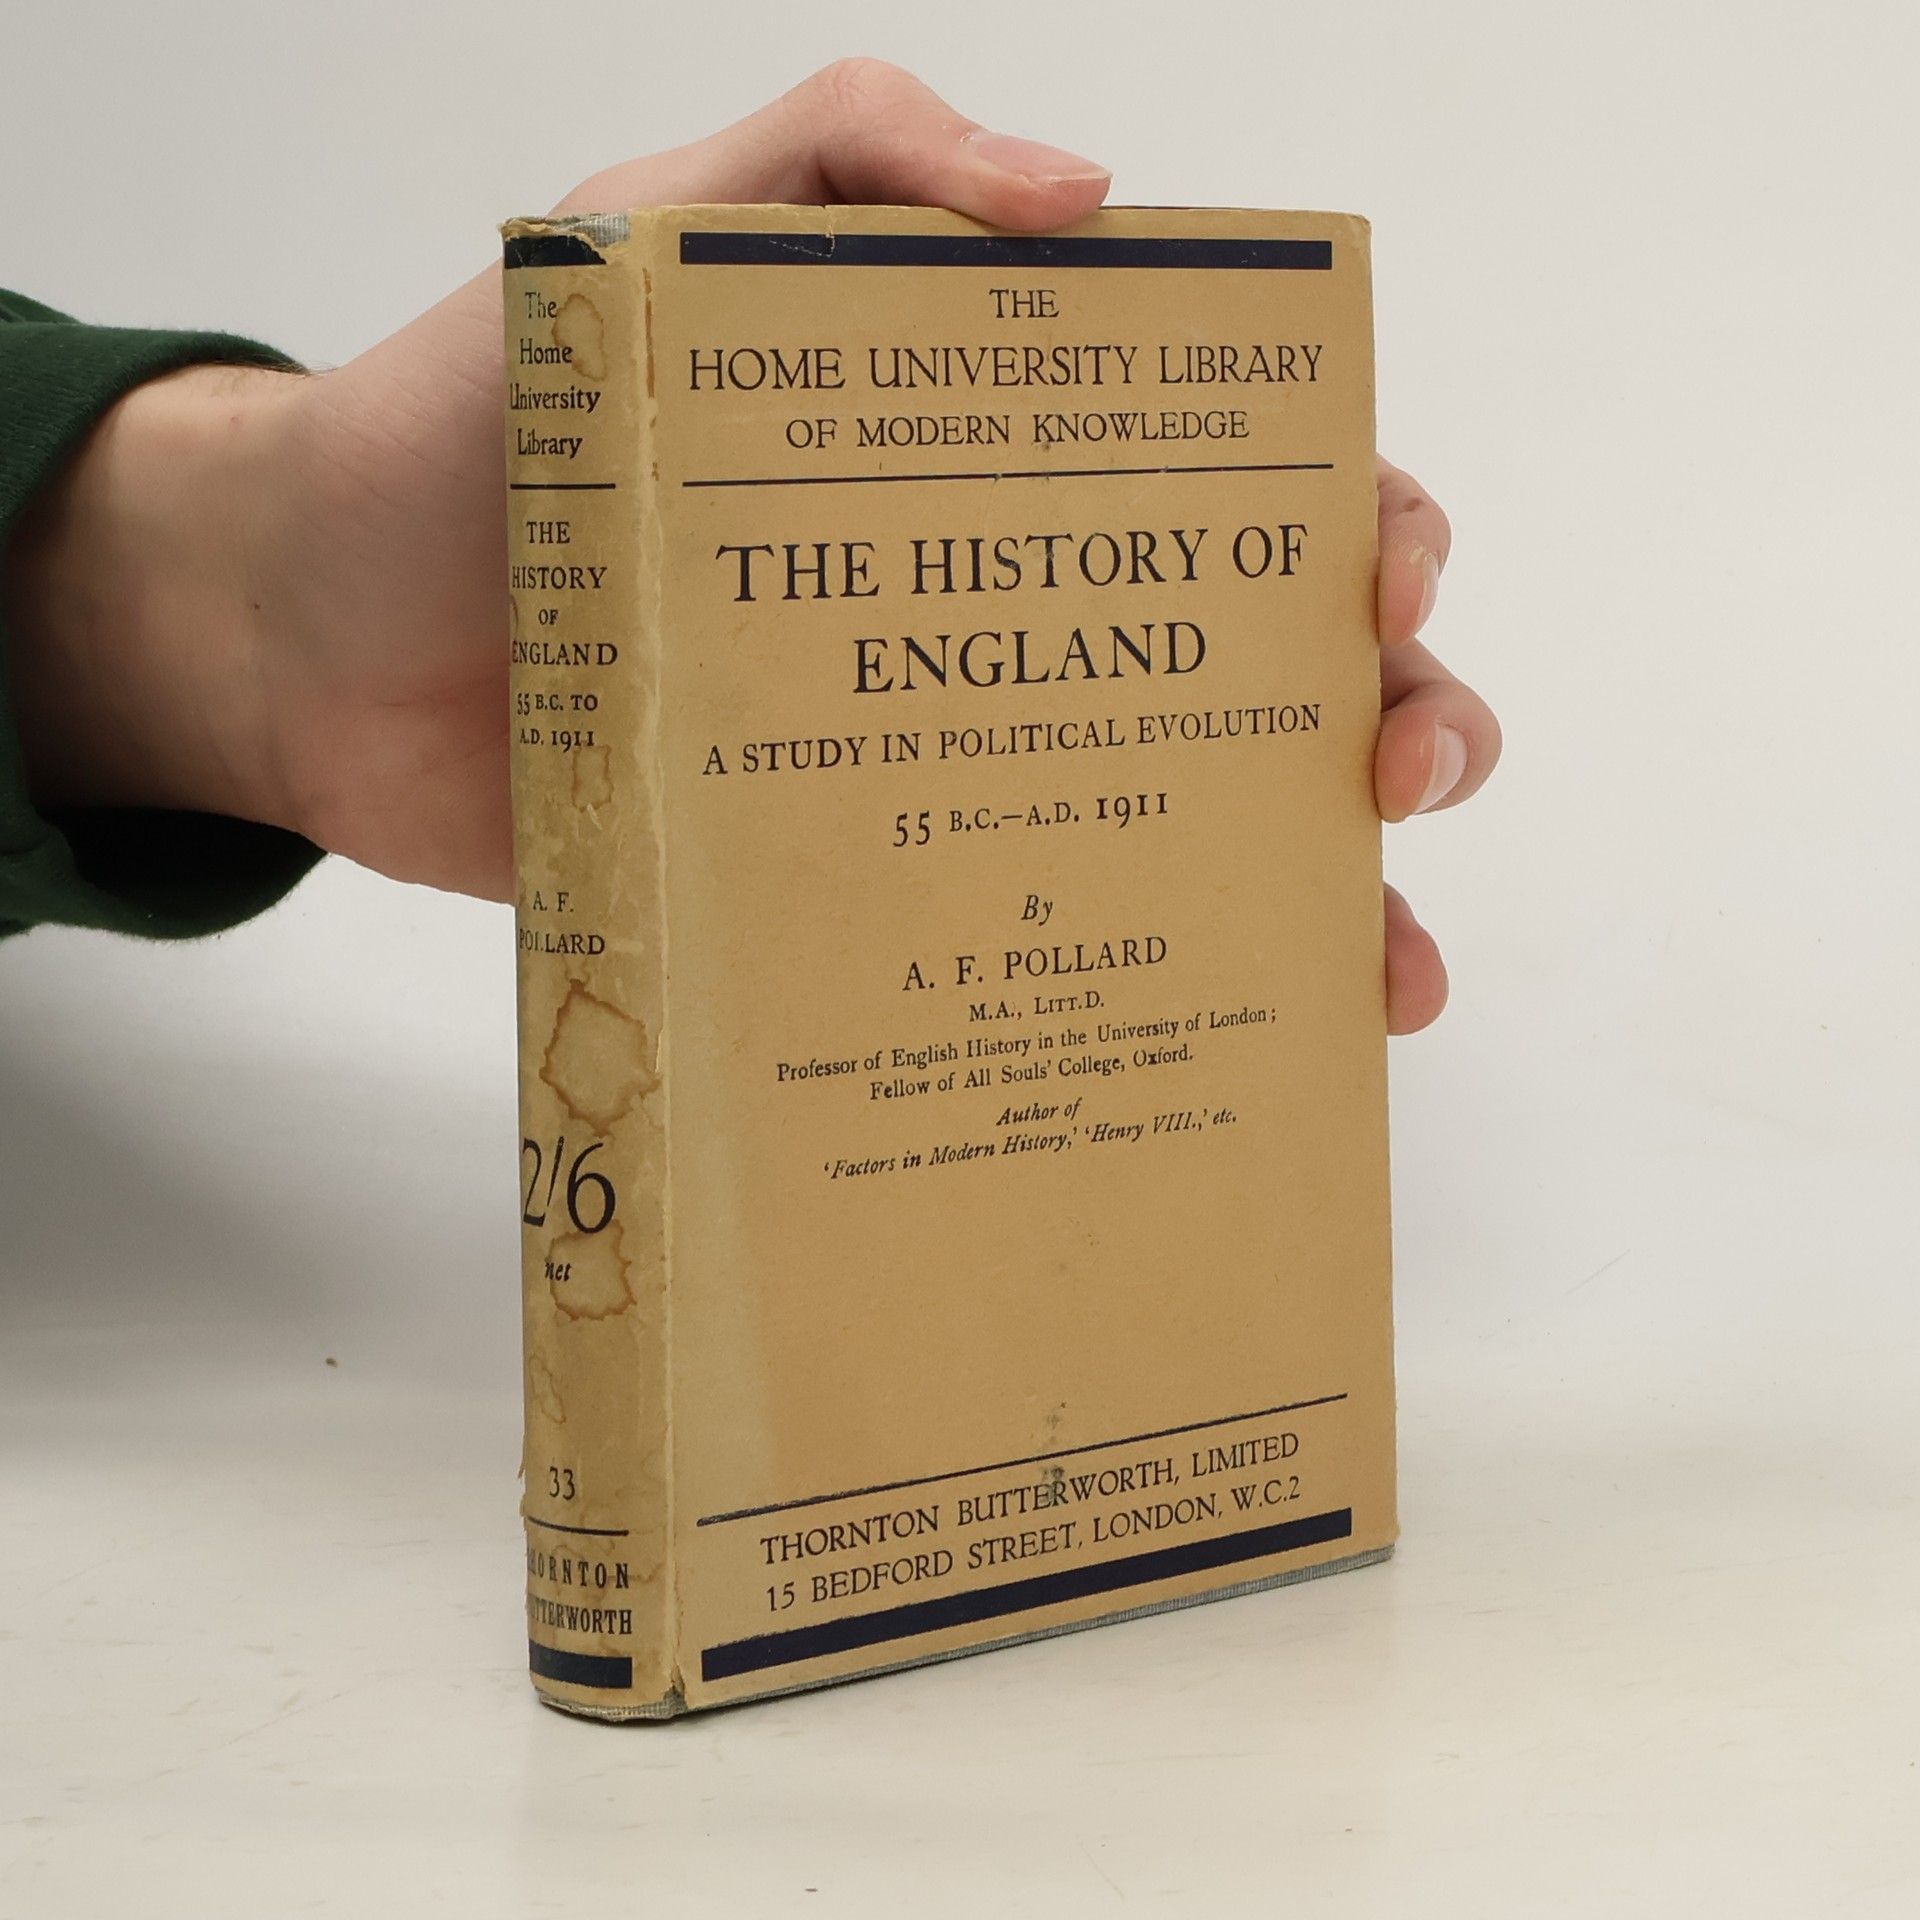 The
Home
University
Library
THE
HISTORY
OF
ENGLAND
55 B.C. TO
A.D. 1911
A. F.
POLLARD
2/6
net
33
THORNTON
BUTTERWORTH
THE
HOME UNIVERSITY LIBRARY
OF MODERN KNOWLEDGE
THE HISTORY OF
ENGLAND
A STUDY IN POLITICAL EVOLUTION
55 B.C.—A.D. 1911
By
A. F. POLLARD
M.A., LITT.D.
Professor of English History in the University of London;
Fellow of All Souls' College, Oxford.
Author of
'Factors in Modern History,' 'Henry VIII.,' etc.
THORNTON BUTTERWORTH, LIMITED
15 BEDFORD STREET, LONDON, W.C.2